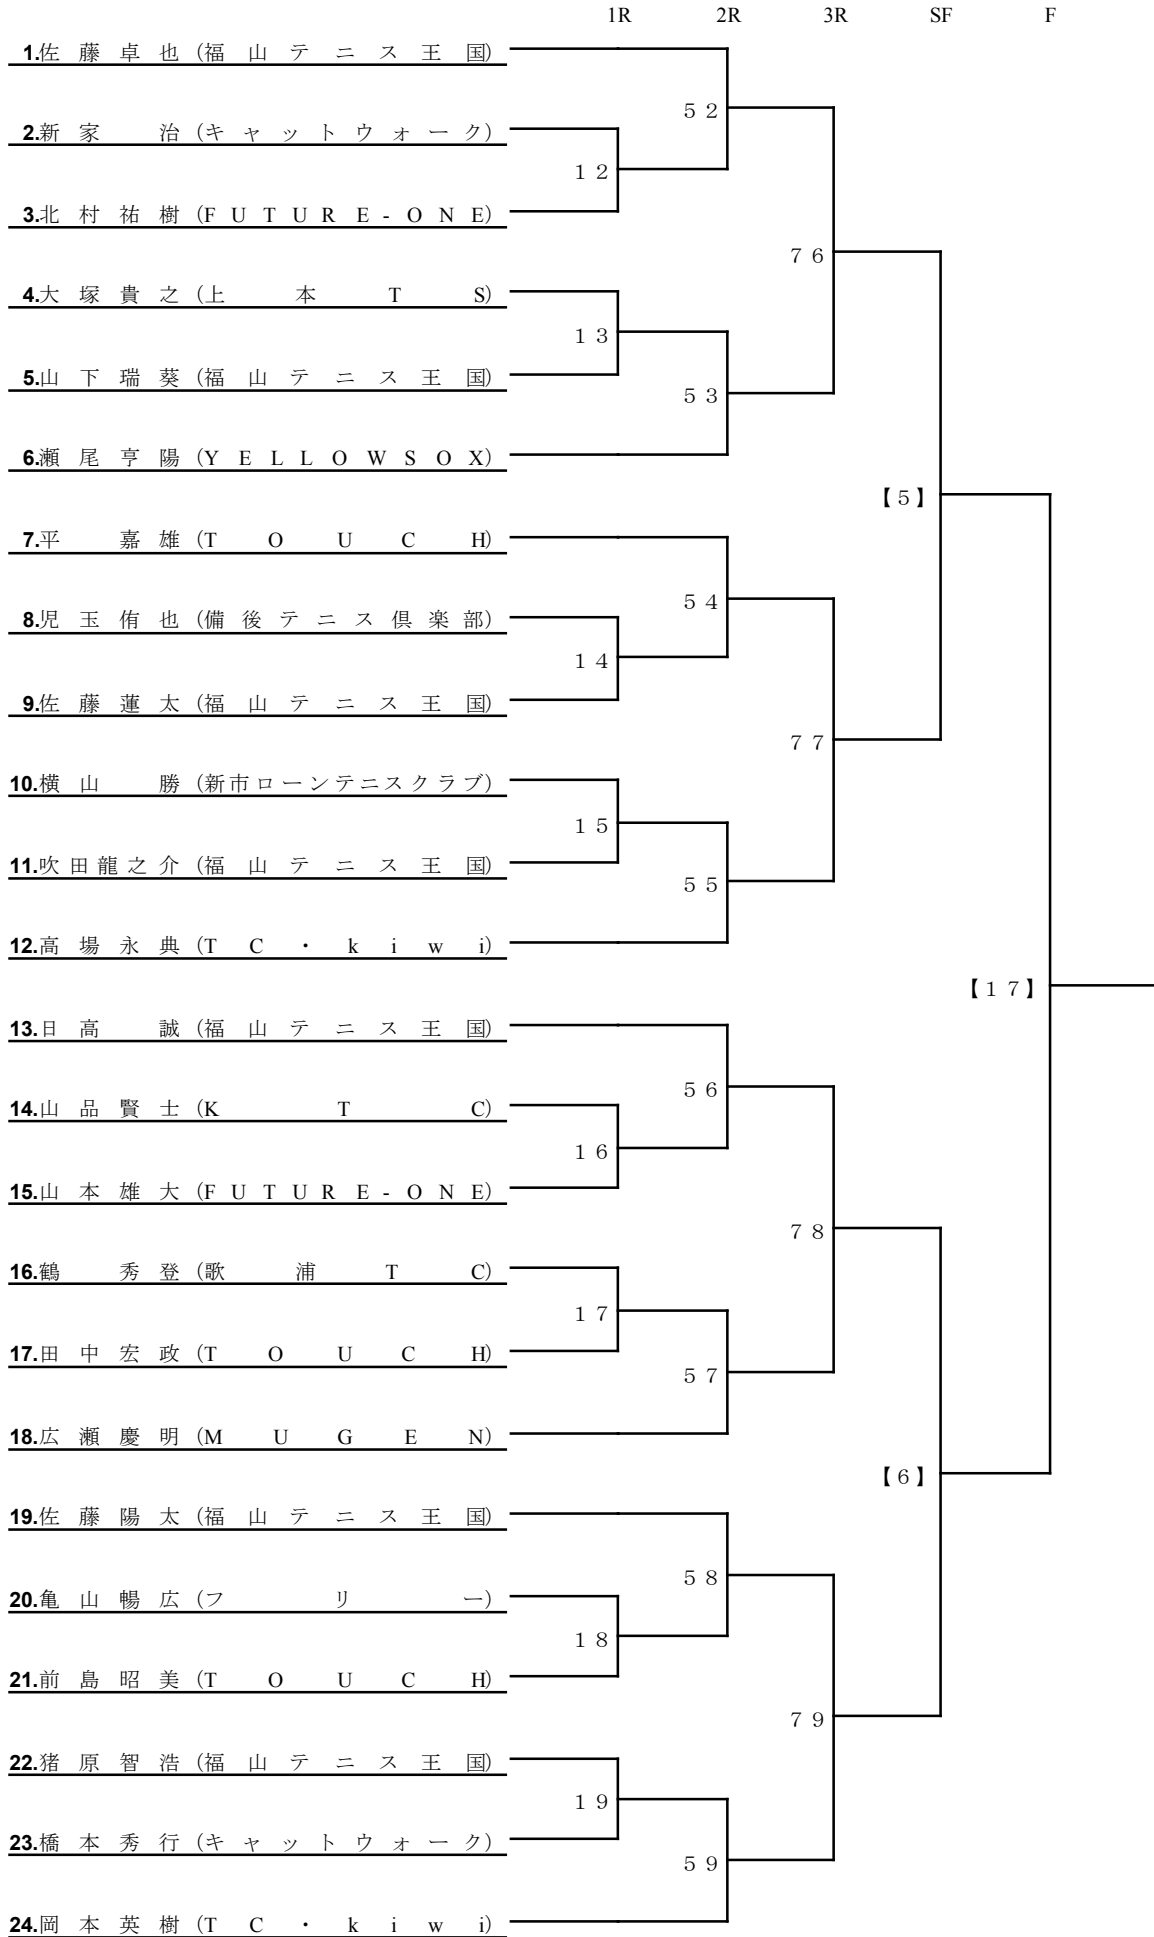 1R 2R 3R SF F
1.佐藤卓也(福山テニス王国)
52
2.新家 治(キャットウォーク)
12
3.北村祐樹(FUTURE-ONE)
76
4.大塚貴之(上本TS)
13
5.山下瑞葵(福山テニス王国)
53
6.瀬尾亨陽(YELLOWSOX)
【5】
7.平 嘉雄(TOUCH)
54
8.児玉侑也(備後テニス倶楽部)
14
9.佐藤蓮太(福山テニス王国)
77
10.横山 勝(新市ローンテニスクラブ)
15
11.吹田龍之介(福山テニス王国)
55
12.高場永典(TC・kiwi)
【17】
13.日高 誠(福山テニス王国)
56
14.山品賢士(KTC)
16
15.山本雄大(FUTURE-ONE)
78
16.鶴 秀登(歌浦TC)
17
17.田中宏政(TOUCH)
57
18.広瀬慶明(MUGEN)
【6】
19.佐藤陽太(福山テニス王国)
58
20.亀山暢広(フリー)
18
21.前島昭美(TOUCH)
79
22.猪原智浩(福山テニス王国)
19
23.橋本秀行(キャットウォーク)
59
24.岡本英樹(TC・kiwi)